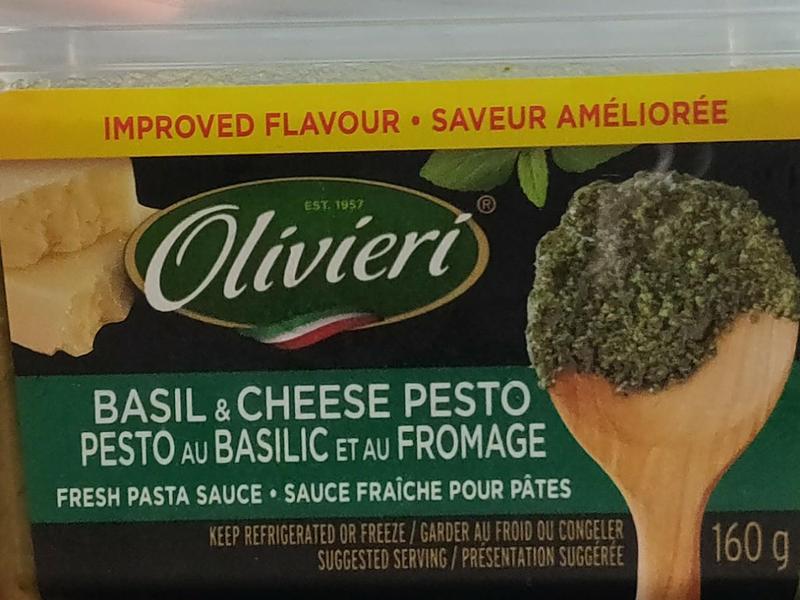 IMPROVED FLAVOUR • SAVEUR AMÉLIORÉE
EST. 1957
Olivieri ®
BASIL & CHEESE PESTO
PESTO AU BASILIC ET AU FROMAGE
FRESH PASTA SAUCE • SAUCE FRAÎCHE POUR PÂTES
KEEP REFRIGERATED OR FREEZE / GARDER AU FROID OU CONGELER
SUGGESTED SERVING / PRÉSENTATION SUGGÉRÉE
160 g